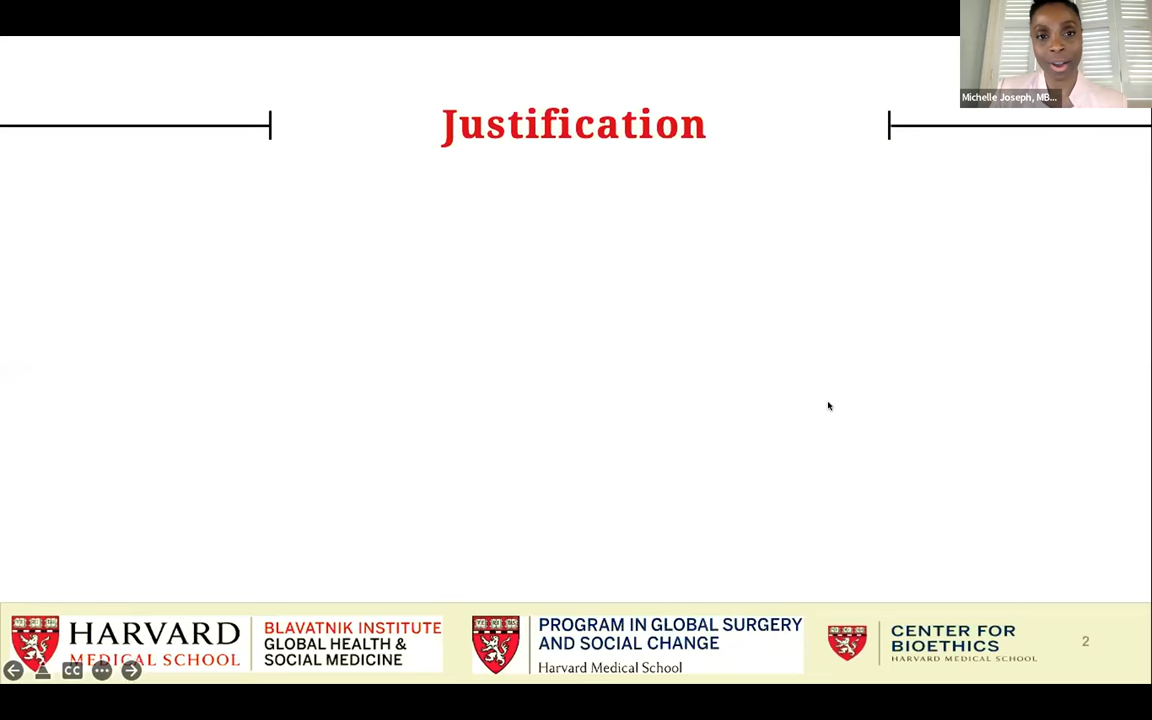 Michelle Joseph, MB...
Justification
HARVARD
MEDICAL SCHOOL
BLAVATNIK INSTITUTE
GLOBAL HEALTH &
SOCIAL MEDICINE
PROGRAM IN GLOBAL SURGERY
AND SOCIAL CHANGE
Harvard Medical School
CENTER FOR
BIOETHICS
HARVARD MEDICAL SCHOOL
2
CC